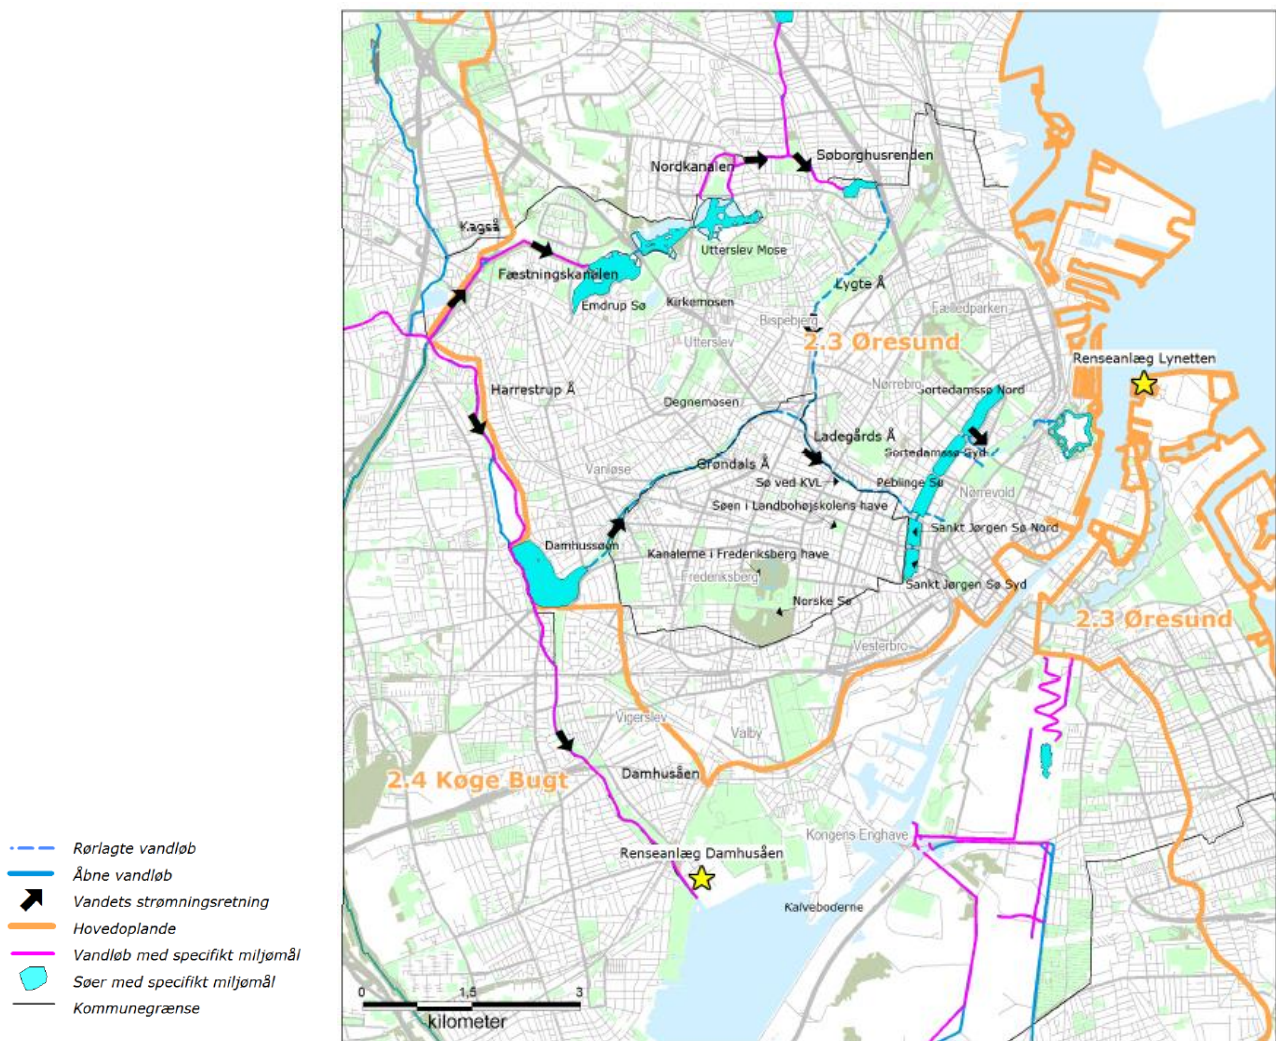 Søborghusrenden
Nordkanalen
Kagså
Utterslev Mose
Fæstningskanalen
Lygte Å
Emdrup Sø
Kirkemosen
Fælledparken
Bispebjerg
Utterslev
2.3 Øresund
Renseanlæg Lynetten
Harrestrup Å
Nørrebro
Sortedamssø Nord
Degnemosen
Ladegårds Å
Sortedamssø Syd
Vanløse
Grøndals Å
Sø ved KVL
Peblinge Sø
Nørrevold
Søen i Landbohøjskolens have
Sankt Jørgen Sø Nord
Damhussøen
Kanalerne i Frederiksberg have
Frederiksberg
Sankt Jørgen Sø Syd
Norske Sø
2.3 Øresund
Vesterbro
Vigerslev
Valby
2.4 Køge Bugt
Damhusåen
Kongens Enghave
Renseanlæg Damhusåen
Kalveboderne
0 1,5 3
kilometer
Rørlagte vandløb
Åbne vandløb
Vandets strømningsretning
Hovedoplande
Vandløb med specifikt miljømål
Søer med specifikt miljømål
Kommunegrænse